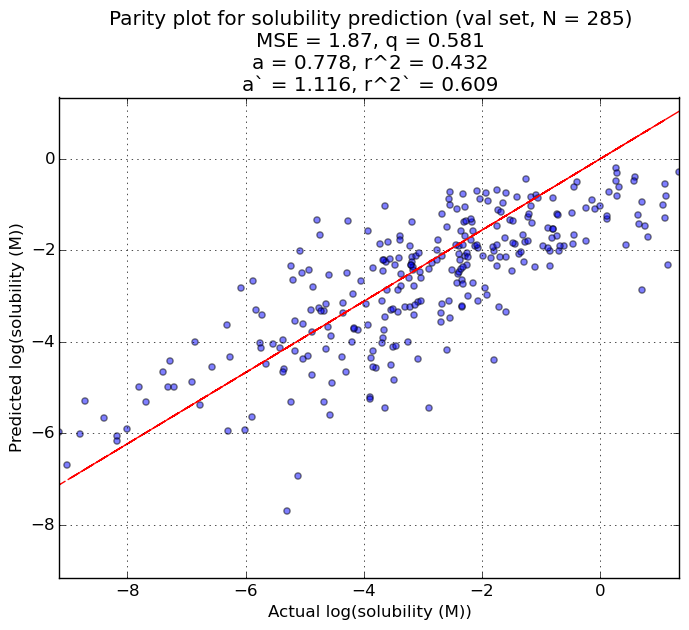 Parity plot for solubility prediction (val set, N = 285)
MSE = 1.87, q = 0.581
a = 0.778, r^2 = 0.432
a` = 1.116, r^2` = 0.609
0
−2
−4
−6
−8
Predicted log(solubility (M))
−8 −6 −4 −2 0
Actual log(solubility (M))